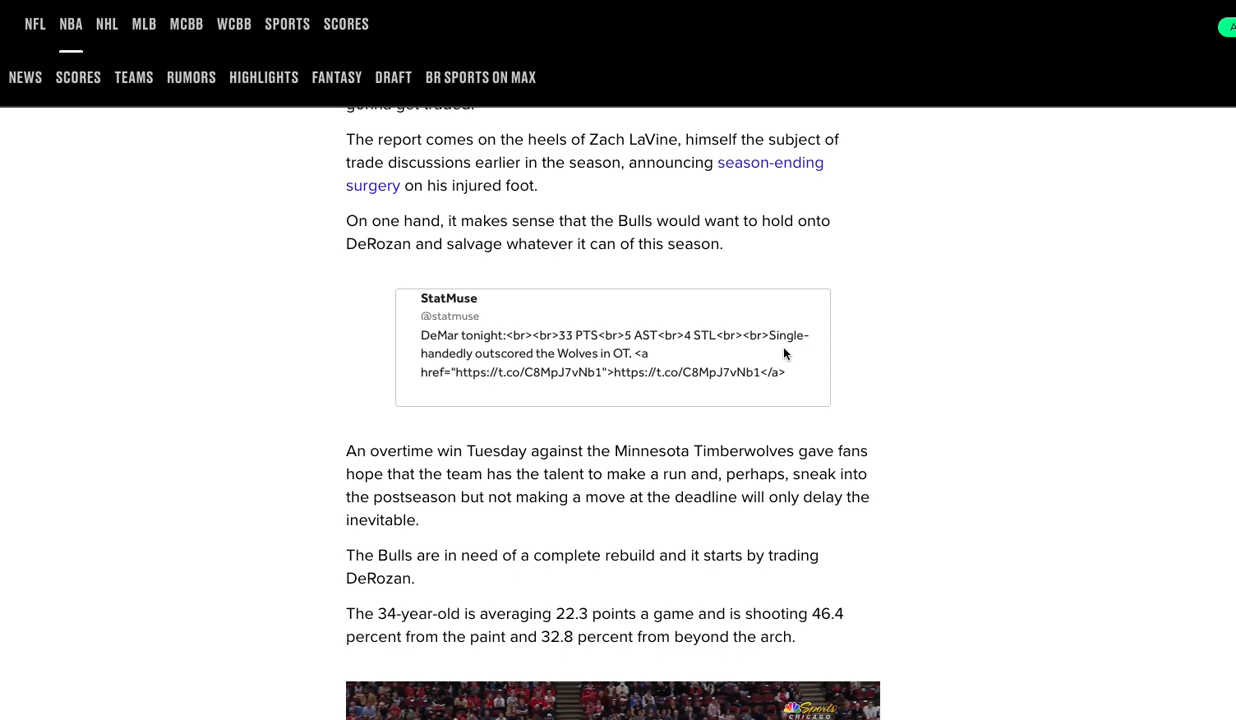 NFL NBA NHL MLB MCBB WCBB SPORTS SCORES
A
NEWS SCORES TEAMS RUMORS HIGHLIGHTS FANTASY DRAFT BR SPORTS ON MAX
gonna get traded."
The report comes on the heels of Zach LaVine, himself the subject of
trade discussions earlier in the season, announcing season-ending
surgery on his injured foot.
On one hand, it makes sense that the Bulls would want to hold onto
DeRozan and salvage whatever it can of this season.
StatMuse
@statmuse
DeMar tonight:<br><br>33 PTS<br>5 AST<br>4 STL<br><br>Single-
handedly outscored the Wolves in OT. <a
href="https://t.co/C8MpJ7vNb1">https://t.co/C8MpJ7vNb1</a>
An overtime win Tuesday against the Minnesota Timberwolves gave fans
hope that the team has the talent to make a run and, perhaps, sneak into
the postseason but not making a move at the deadline will only delay the
inevitable.
The Bulls are in need of a complete rebuild and it starts by trading
DeRozan.
The 34-year-old is averaging 22.3 points a game and is shooting 46.4
percent from the paint and 32.8 percent from beyond the arch.
Sports
CHICAGO